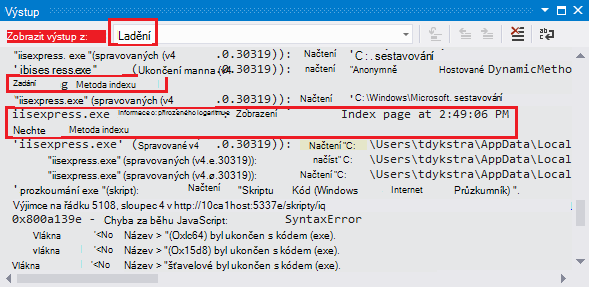 Výstup
Zobrazit výstup z: Ladění
"iisexpress. exe "(spravovaných (v4 .0.30319)): Načtení 'C:. sestavování
' ibises ress.exe" (Ukončení manna (v4. .0.30319)): "Anonymně Hostované DynamicMetho
Zadání g Metoda indexu
"iisexpress.exe" (spravovaných (v4 .0.30319)): Načtení "C:\Windows\Microsoft. sestavování
iisexpress.exe Informace o: přirozeného logaritmu Zobrazení Index page at 2:49:06 PM
Nechte Metoda indexu
'iisexpress.exe' (Spravované v4 .0.30319)): Načtení "C: \Users\tdykstra\AppData\Local
"iisexpress.exe" (spravovaných (v4.ø.30319)): načíst" C: \Users\tdykstra\AppData\Local
"iisexpress.exe" (spravovaných (v4.ø.30319)): Načtení "C: \Users\tdykstra\AppData\Local
' prozkoumání exe "(skript): Načtení "Skriptu Kód (Windows Internet Průzkumník) ".
Výjimce na řádku 5108, sloupec 4 v http://10ca1host:5337e/skripty/iq
0x800a139e - Chyba za běhu JavaScript: SyntaxError
Vlákna '<No Název > "(Oxlc64) byl ukončen s kódem (exe).
vlákna '<No Název > "(Ox15d8) byl ukončen s kódem (exe).
Vlákna '<No Název > "šťavelové byl ukončen s kódem (exe).